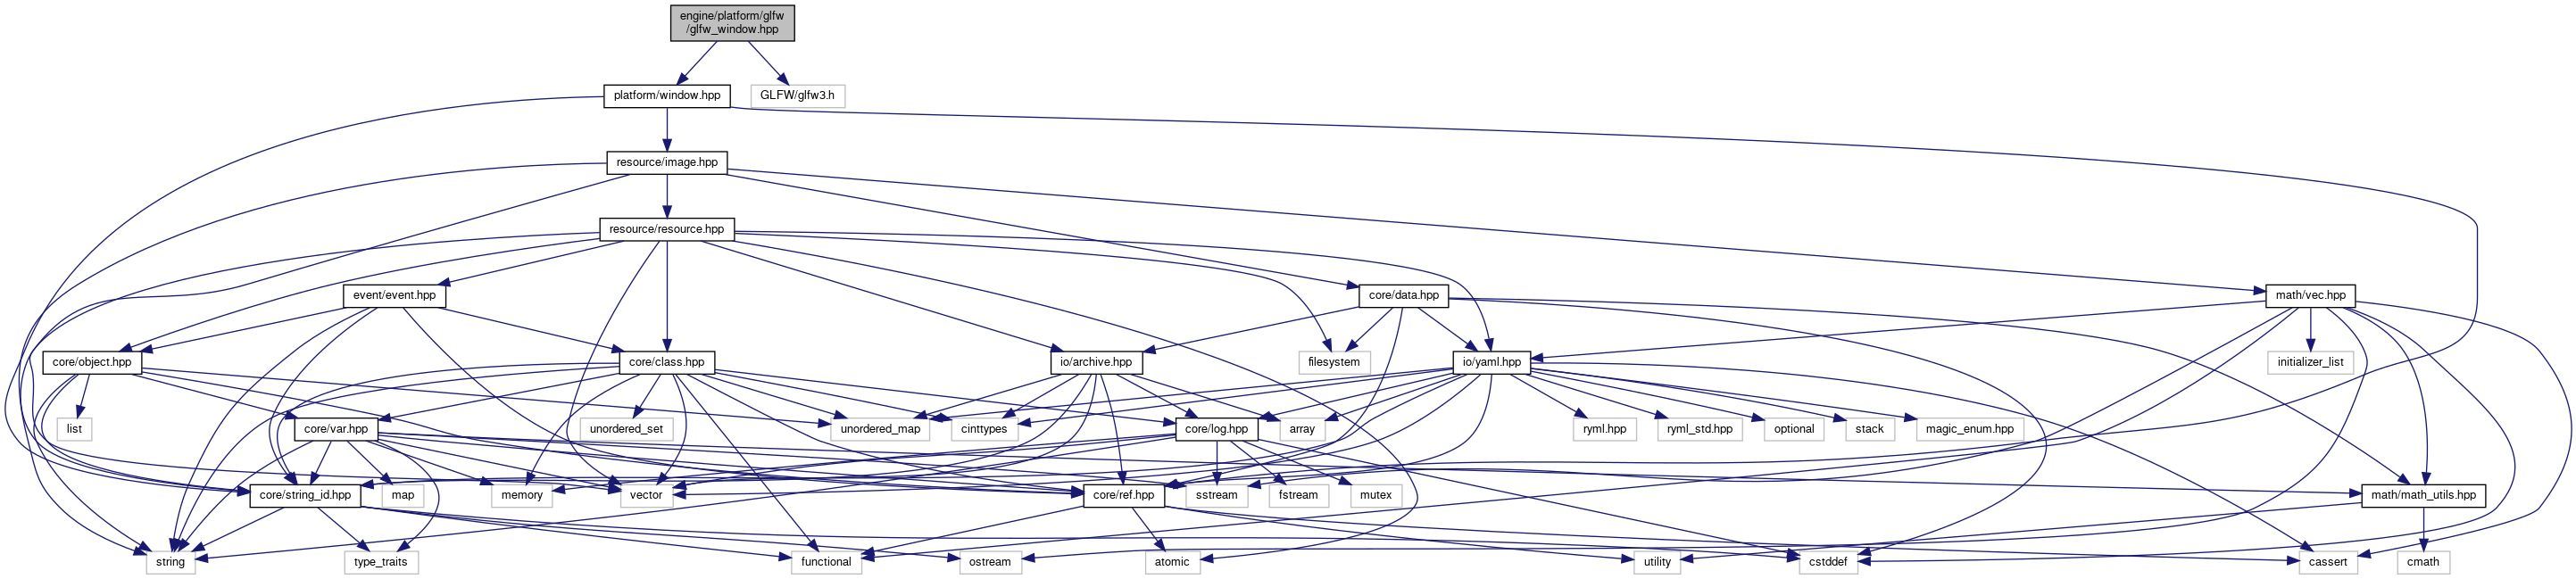 engine/platform/glfw
/glfw_window.hpp
platform/window.hpp
GLFW/glfw3.h
resource/image.hpp
resource/resource.hpp
event/event.hpp
core/data.hpp
math/vec.hpp
core/object.hpp
core/class.hpp
io/archive.hpp
filesystem
io/yaml.hpp
initializer_list
list
core/var.hpp
unordered_set
unordered_map
cinttypes
core/log.hpp
array
ryml.hpp
ryml_std.hpp
optional
stack
magic_enum.hpp
core/string_id.hpp
map
memory
vector
core/ref.hpp
sstream
fstream
mutex
math/math_utils.hpp
string
type_traits
functional
ostream
atomic
utility
cstddef
cassert
cmath